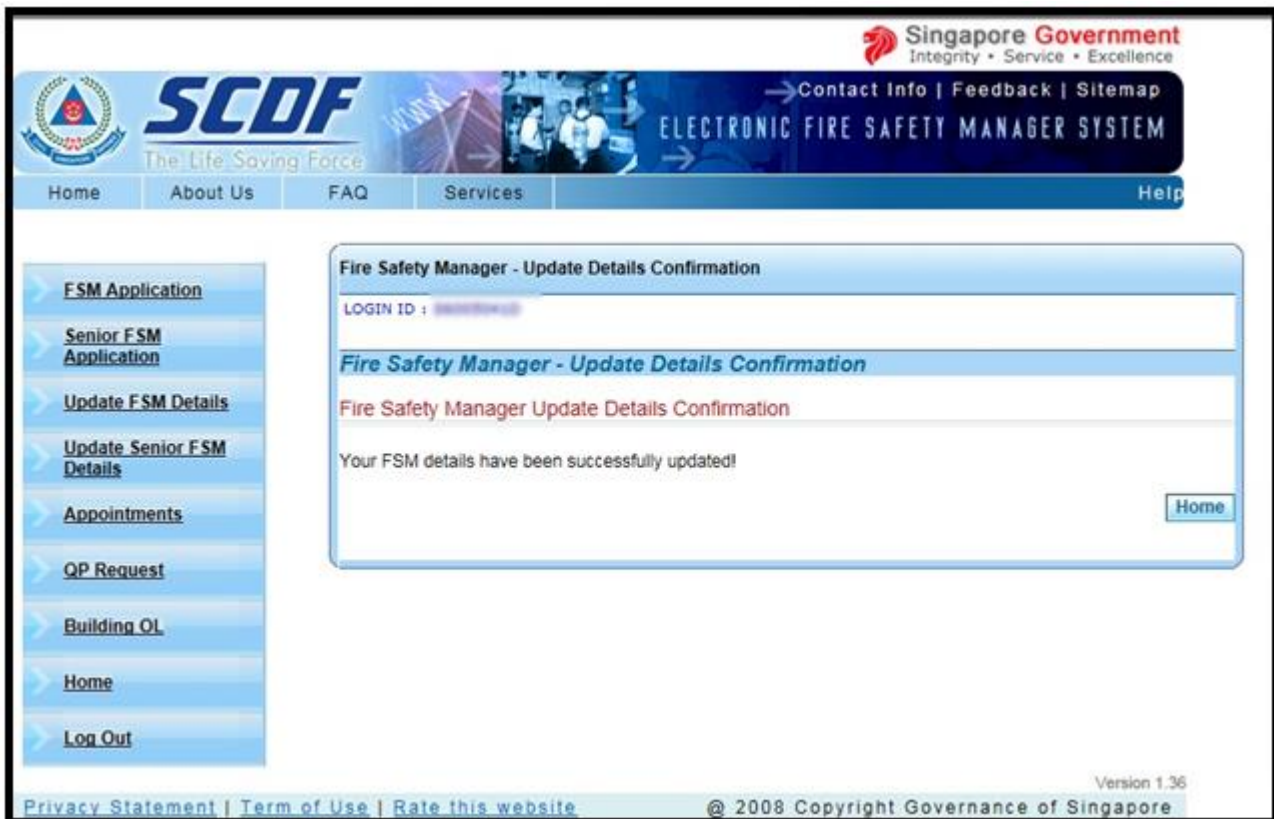 Singapore Government
Integrity • Service • Excellence
SCDF
The Life Saving Force
www
Contact Info | Feedback | Sitemap
ELECTRONIC FIRE SAFETY MANAGER SYSTEM
Home About Us FAQ Services Help
FSM Application
Senior FSM
Application
Update FSM Details
Update Senior FSM
Details
Appointments
QP Request
Building OL
Home
Log Out
Fire Safety Manager - Update Details Confirmation
LOGIN ID :
Fire Safety Manager - Update Details Confirmation
Fire Safety Manager Update Details Confirmation
Your FSM details have been successfully updated!
Home
Version 1.36
Privacy Statement | Term of Use | Rate this website @ 2008 Copyright Governance of Singapore